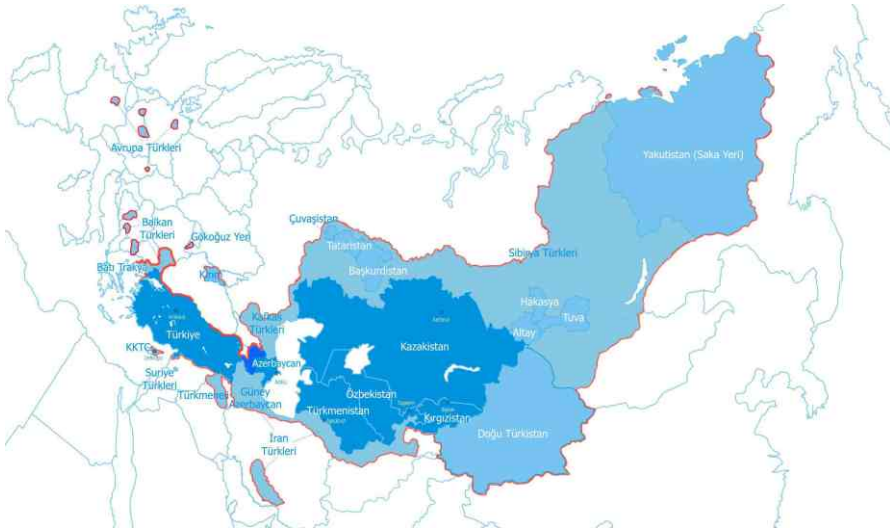 Yakutistan (Saka Yeri)
Avrupa Türkleri
Balkan
Türkleri
Gökoğuz Yeri
Çuvaşistan
Tataristan
Başkurdistan
Sibirya Türkleri
Batı Trakya
Kırım
Hakasya
Tuva
Altay
Kafkas
Türkleri
Türkiye
Kazakistan
KKTC
Azerbaycan
Suriye
Türkleri
Türkmeneli
Güney
Azerbaycan
Özbekistan
Türkmenistan
Kırgızistan
Doğu Türkistan
İran
Türkleri